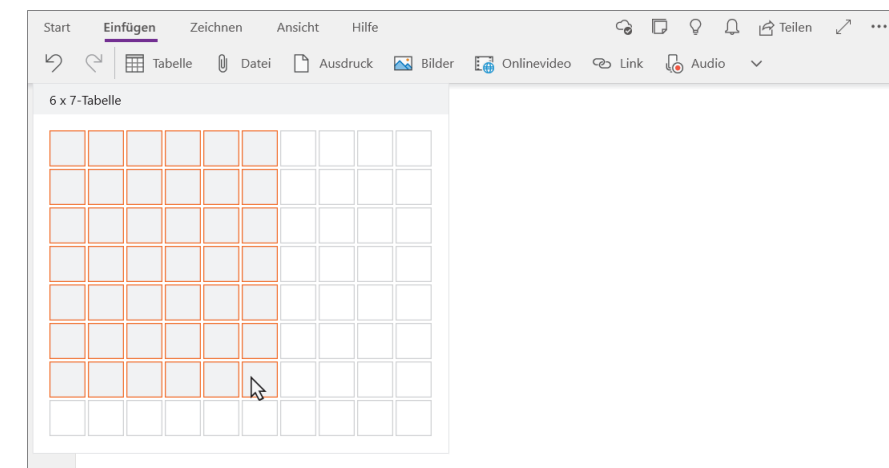 Start Einfügen Zeichnen Ansicht Hilfe Teilen
Tabelle Datei Ausdruck Bilder Onlinevideo Link Audio
6 x 7-Tabelle